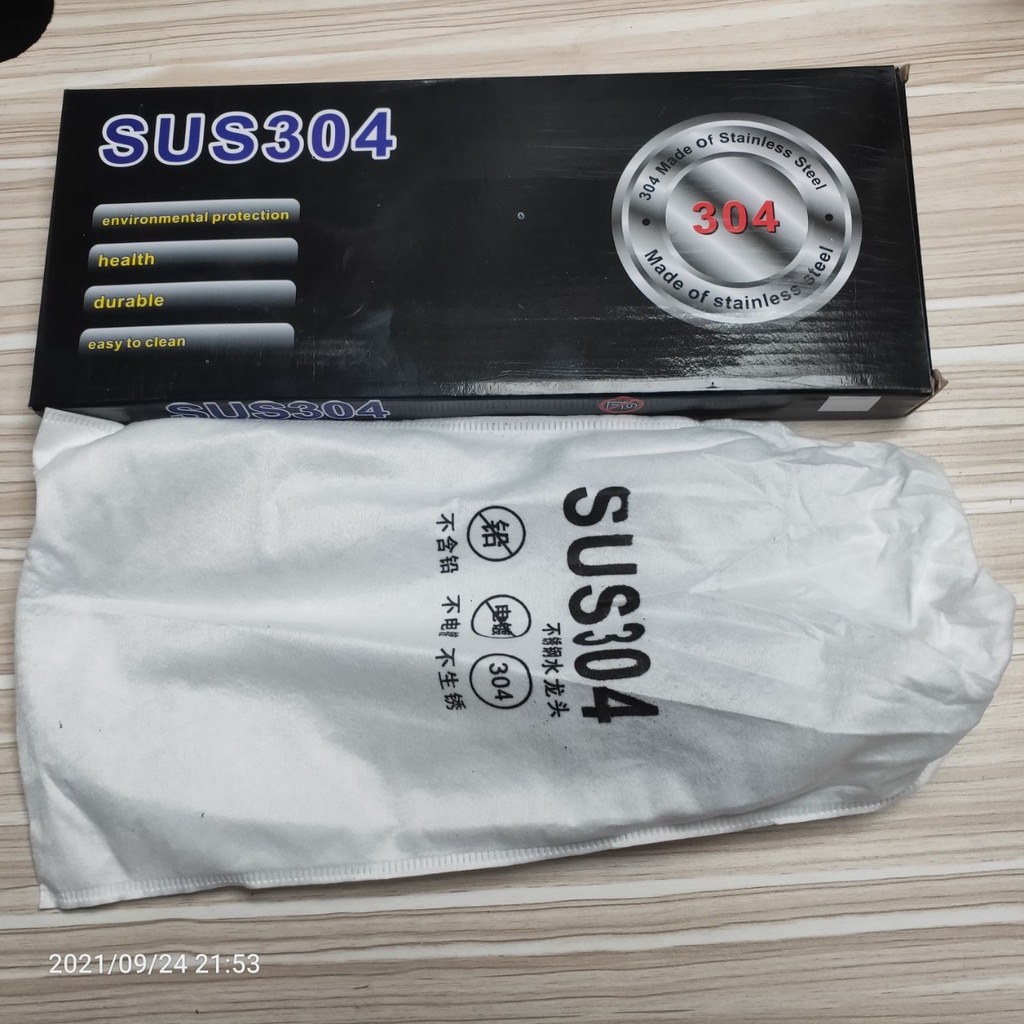 SUS304
environmental protection
health
durable
easy to clean
304 Made of Stainless Steel
304
Made of stainless steel
SUS304
SUS304
不锈钢水龙头
铅
电镀
304
不含铅
不电镀
不生锈
2021/09/24 21:53